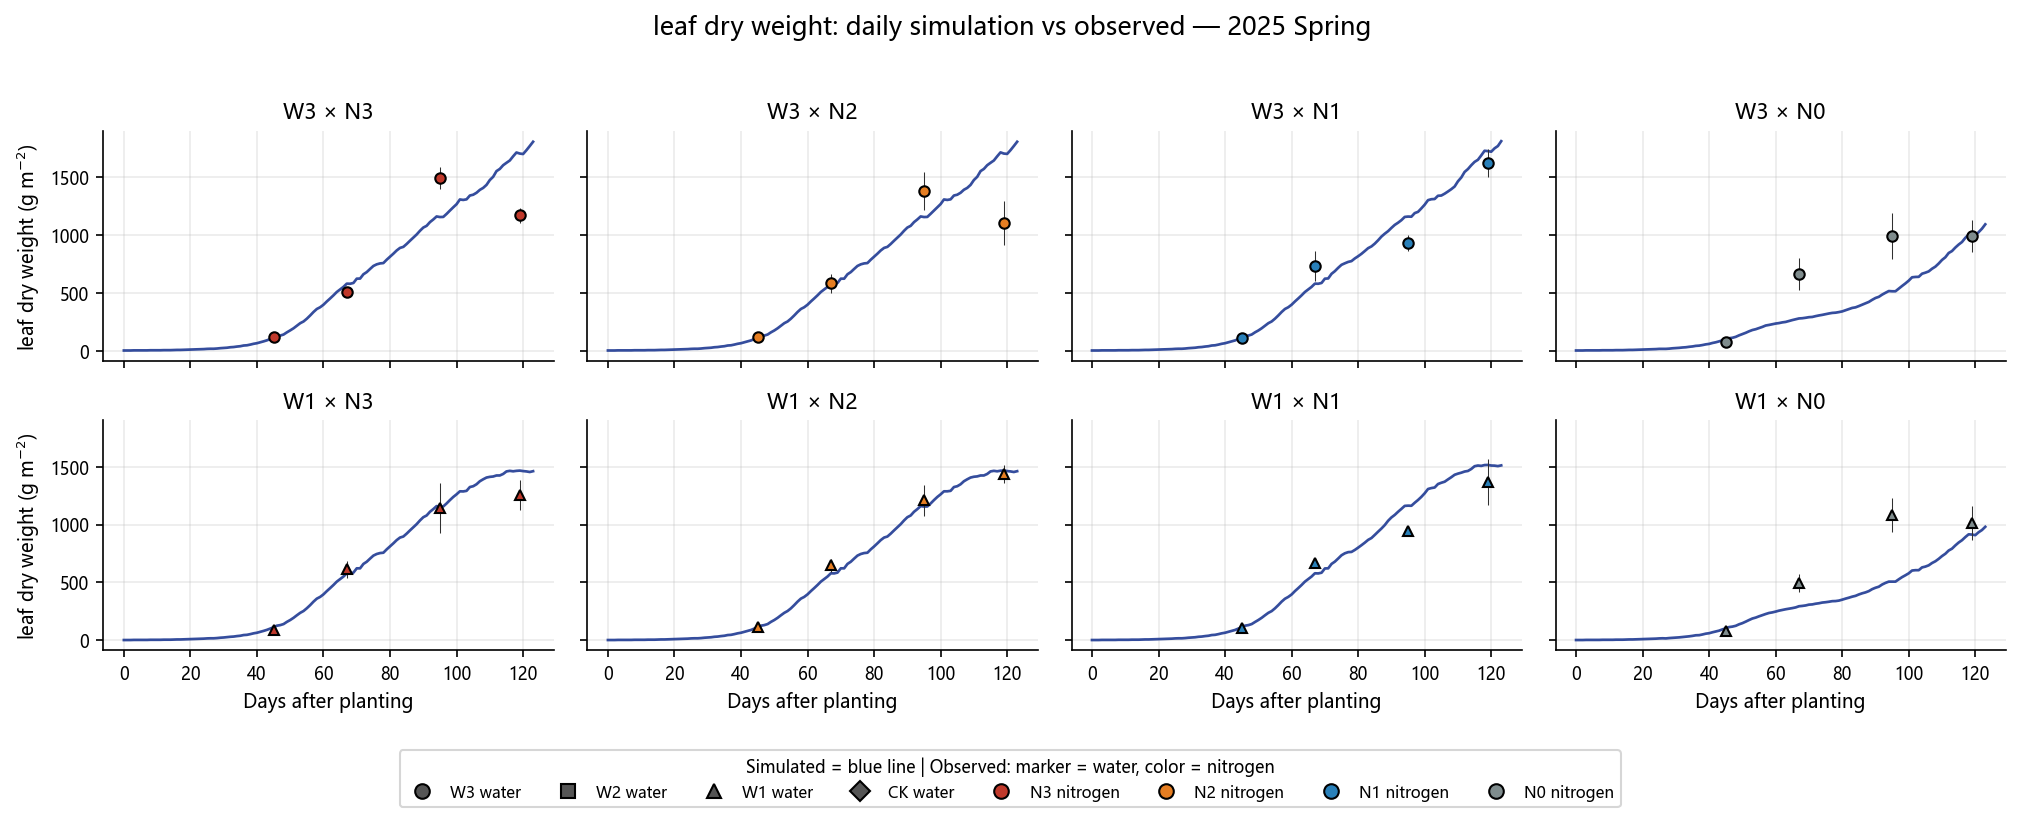 leaf dry weight: daily simulation vs observed — 2025 Spring
W3 × N3
W3 × N2
W3 × N1
W3 × N0
leaf dry weight (g m⁻²)
1500
1000
500
0
W1 × N3
W1 × N2
W1 × N1
W1 × N0
leaf dry weight (g m⁻²)
1500
1000
500
0
0 20 40 60 80 100 120
0 20 40 60 80 100 120
0 20 40 60 80 100 120
0 20 40 60 80 100 120
Days after planting
Days after planting
Days after planting
Days after planting
Simulated = blue line | Observed: marker = water, color = nitrogen
W3 water W2 water W1 water CK water N3 nitrogen N2 nitrogen N1 nitrogen N0 nitrogen